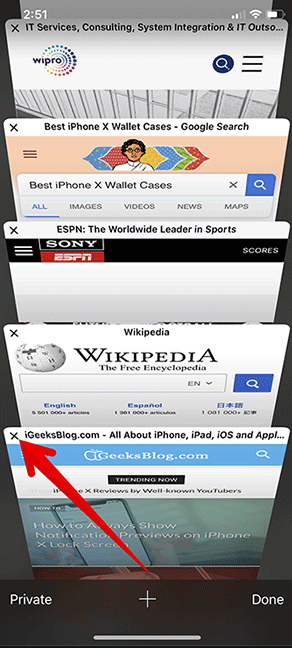 2:51
IT Services, Consulting, System Integration & IT Outso...
wipro
Best iPhone X Wallet Cases - Google Search
Best iPhone X Wallet Cases
ALL IMAGES VIDEOS NEWS MAPS
ESPN: The Worldwide Leader in Sports
SONY
ESPN
SCORES
Wikipedia
WIKIPEDIA
The Free Encyclopedia
EN
English Español 日本語
5 501 000+ articles 1 361 000+ artículos 1 081 000+ 記事
iGeeksBlog.com - All About iPhone, iPad, iOS and Appl...
iGeeksBlog.com
TRENDING NOW
iPhone X Reviews by Well-known YouTubers
HOW TO
How to Always Show
Notification Previews on iPhone
X Lock Screen
Private
Done